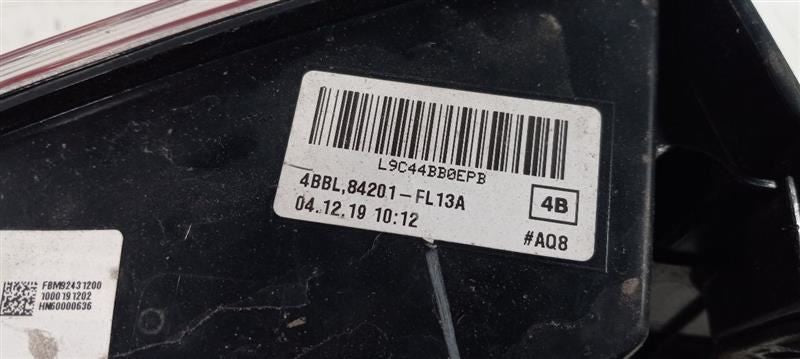 L9C44BB0EPB
4BBL,84201-FL13A
04.12.19 10:12
4B
#AQ8
FBM92431200
1000191202
HN60000636